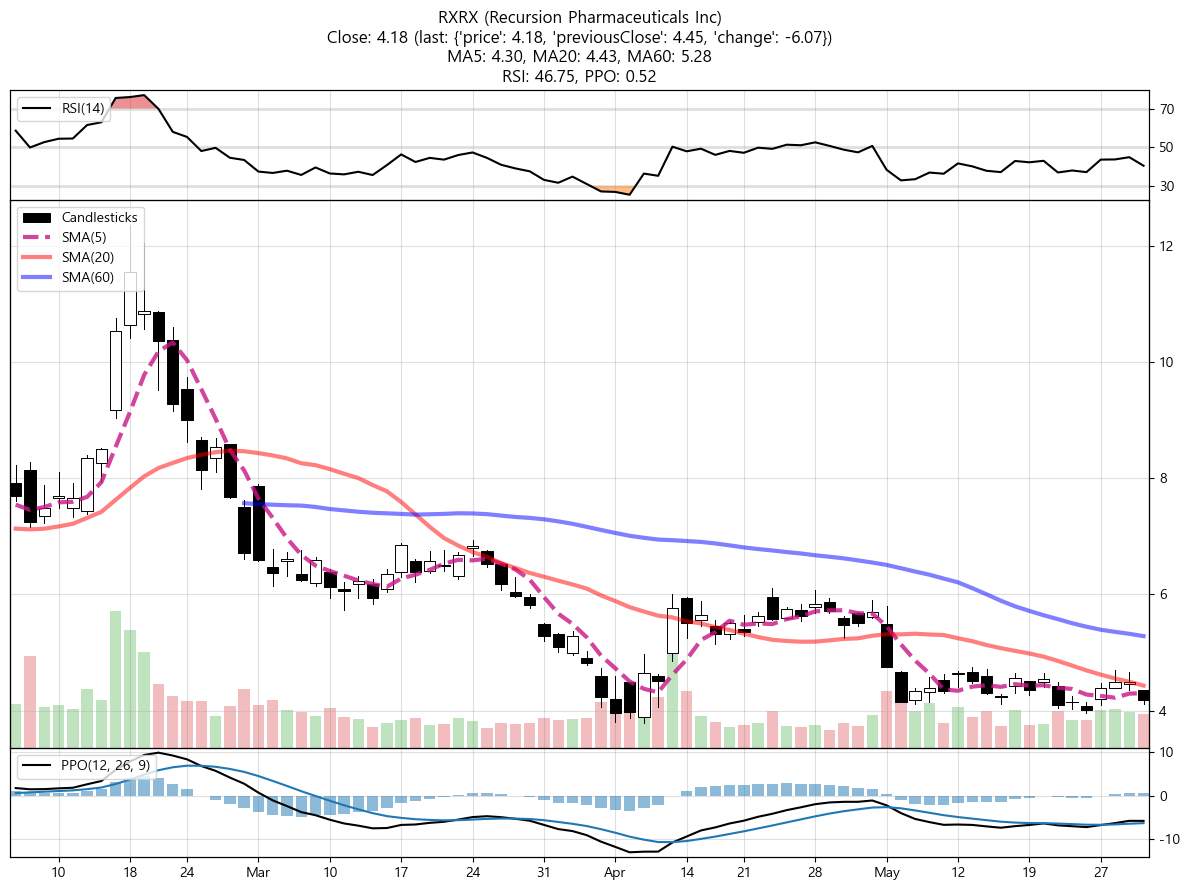 RXRX (Recursion Pharmaceuticals Inc)
Close: 4.18 (last: {'price': 4.18, 'previousClose': 4.45, 'change': -6.07})
MA5: 4.30, MA20: 4.43, MA60: 5.28
RSI: 46.75, PPO: 0.52
RSI(14)
70
50
30
Candlesticks
SMA(5)
SMA(20)
SMA(60)
12
10
8
6
4
PPO(12, 26, 9)
10
0
-10
10 18 24 Mar 10 17 24 31 Apr 14 21 28 May 12 19 27